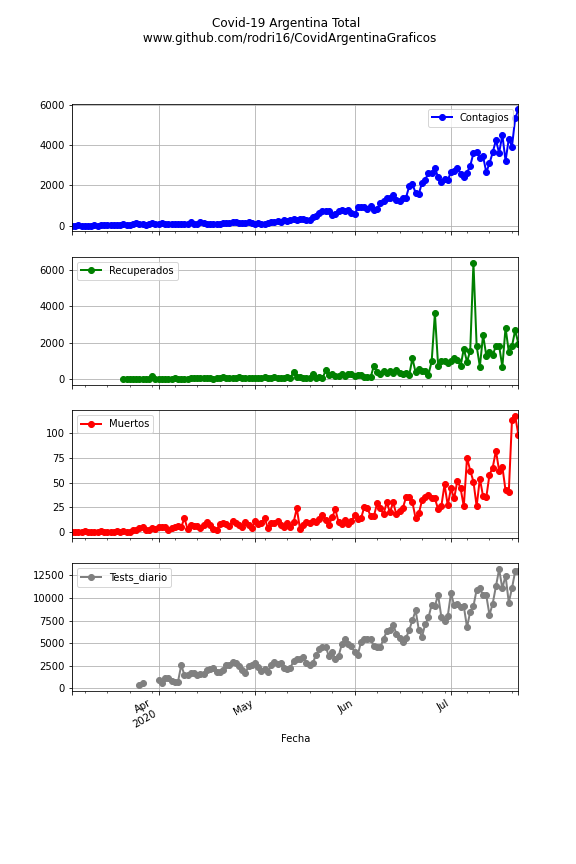 Covid-19 Argentina Total
www.github.com/rodri16/CovidArgentinaGraficos
6000
4000
2000
0
Contagios
6000
4000
2000
0
Recuperados
100
75
50
25
0
Muertos
12500
10000
7500
5000
2500
0
Tests_diario
Apr
2020
May
Jun
Jul
Fecha